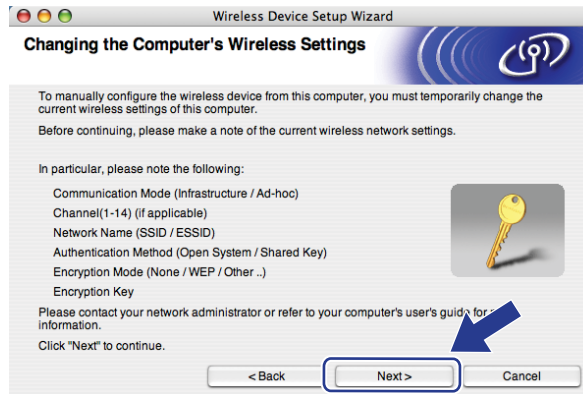 Wireless Device Setup Wizard
Changing the Computer's Wireless Settings
To manually configure the wireless device from this computer, you must temporarily change the
current wireless settings of this computer.
Before continuing, please make a note of the current wireless network settings.
In particular, please note the following:
Communication Mode (Infrastructure / Ad-hoc)
Channel(1-14) (if applicable)
Network Name (SSID / ESSID)
Authentication Method (Open System / Shared Key)
Encryption Mode (None / WEP / Other ..)
Encryption Key
Please contact your network administrator or refer to your computer's user's guide for
information.
Click "Next" to continue.
< Back Next > Cancel